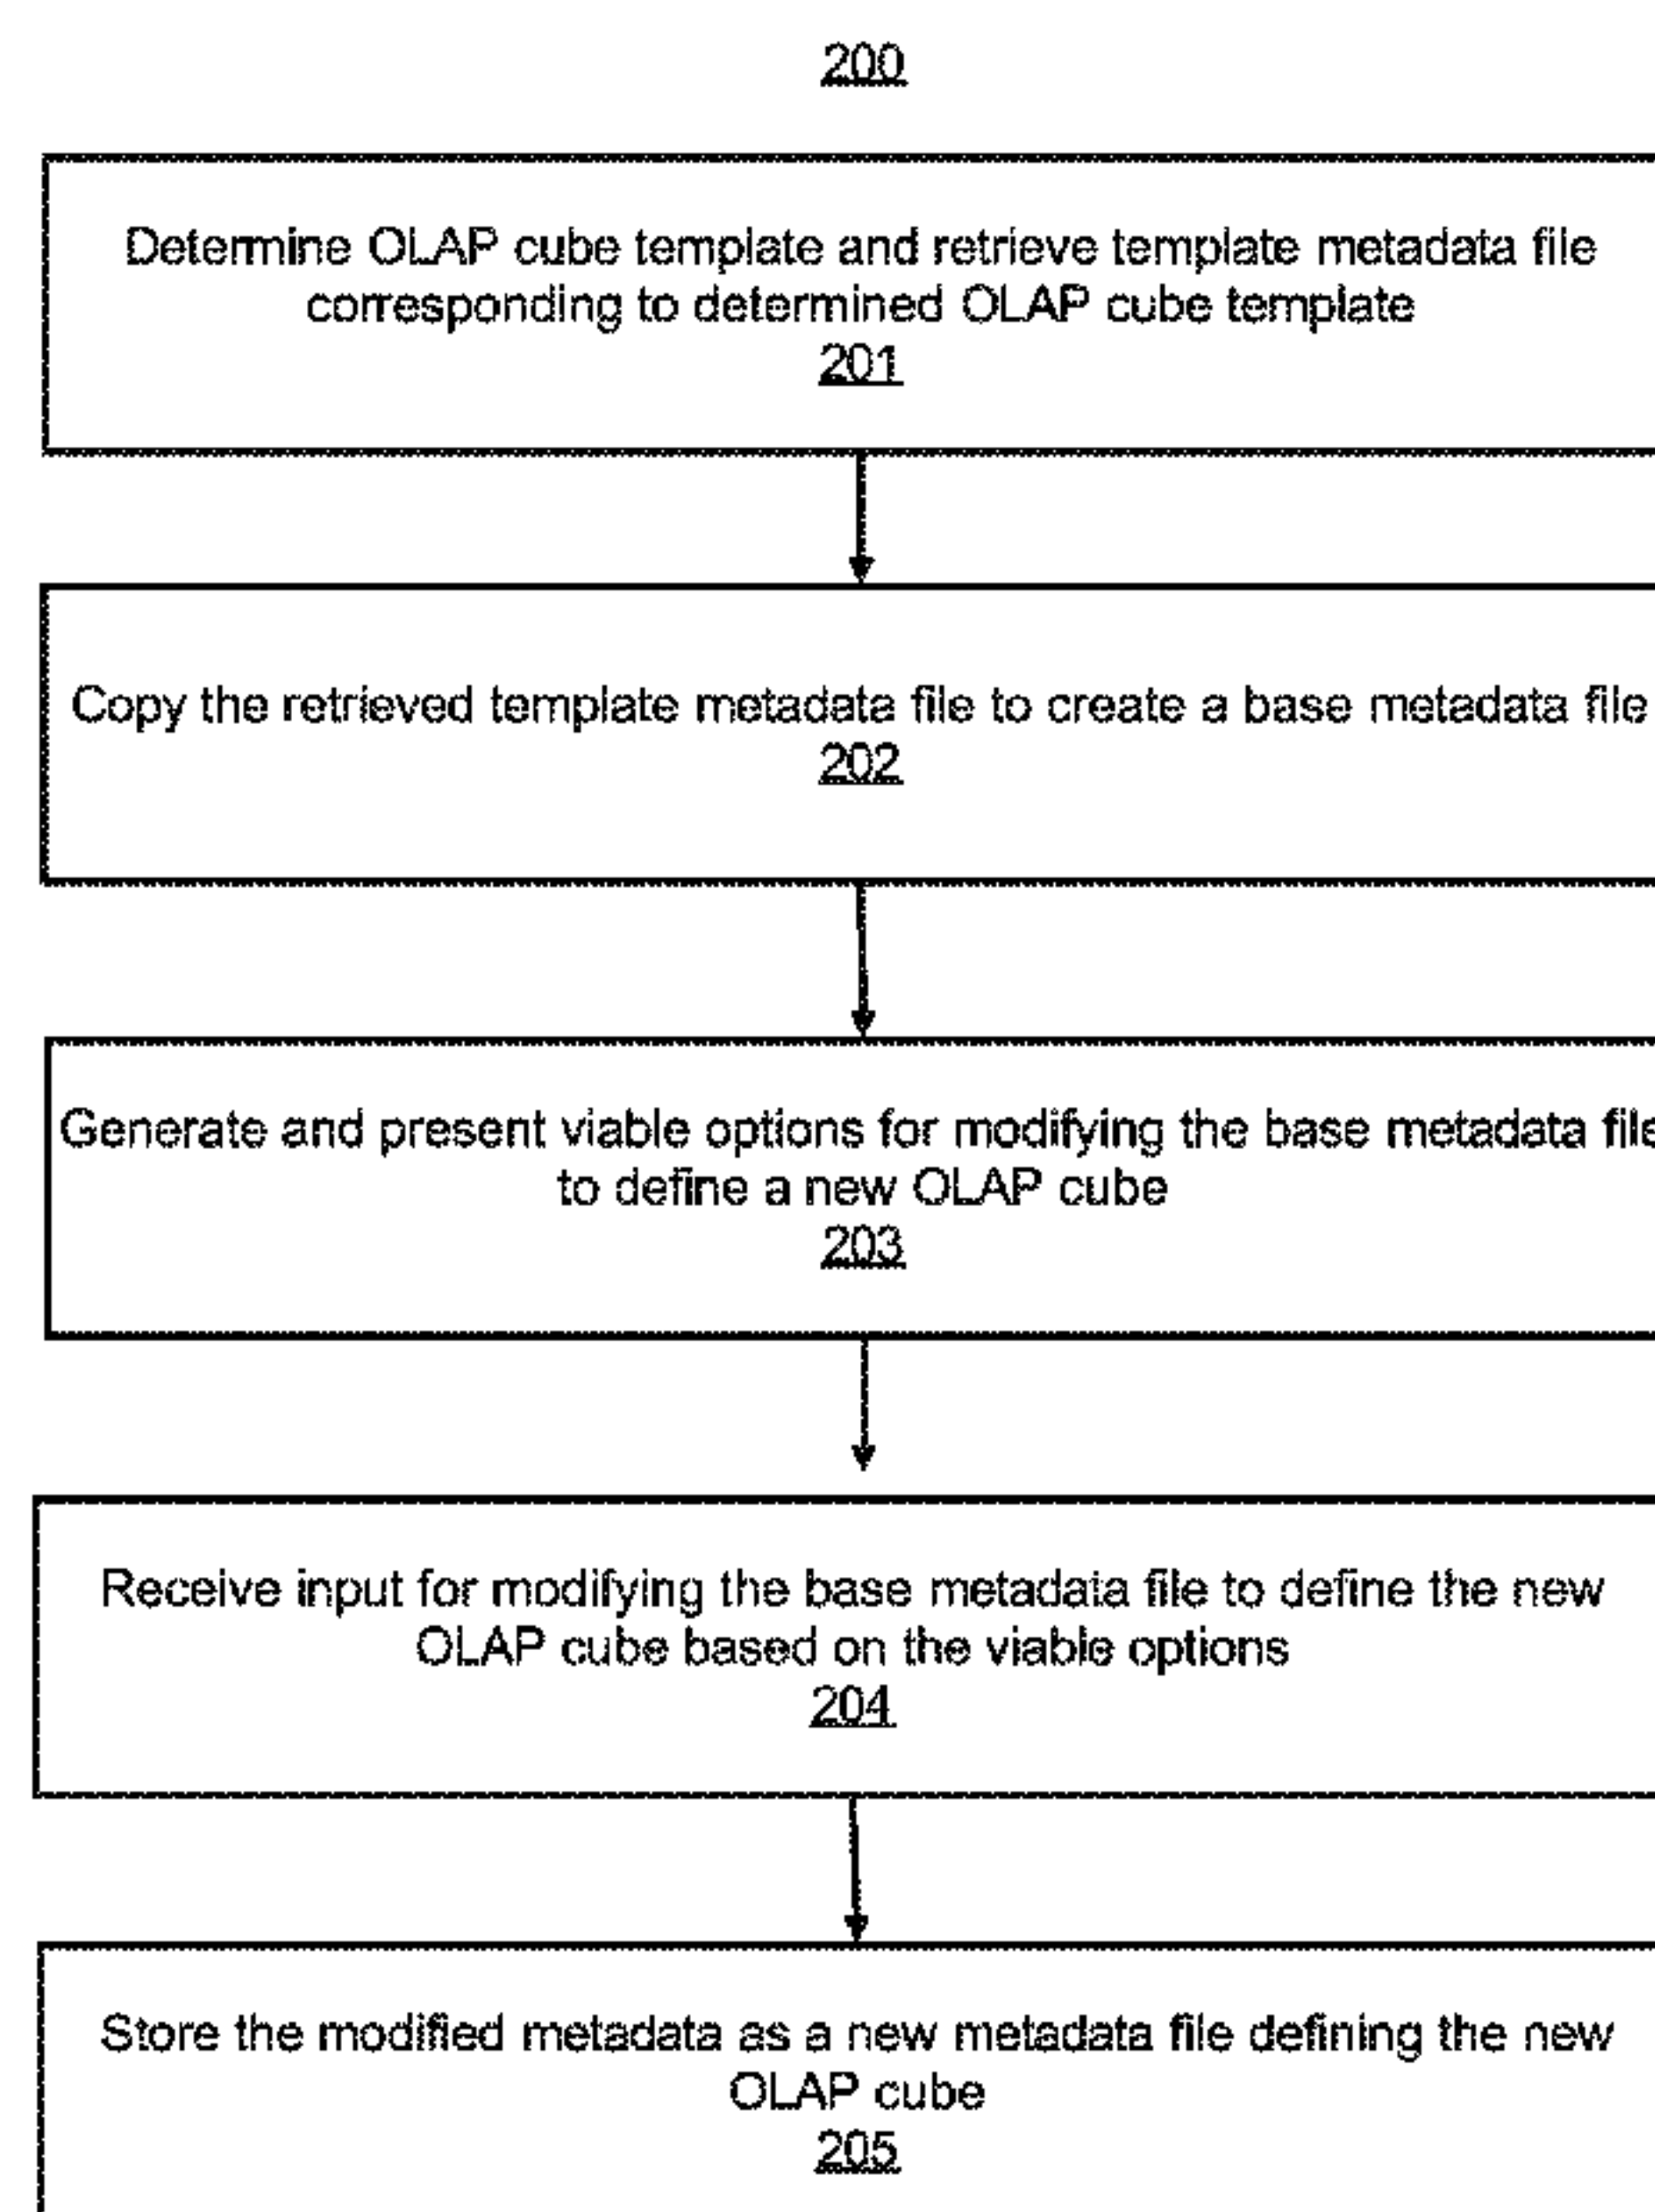 200
Determine OLAP cube template and retrieve template metadata file
corresponding to determined OLAP cube template
201
Copy the retrieved template metadata file to create a base metadata file
202
Generate and present viable options for modifying the base metadata file
to define a new OLAP cube
203
Receive input for modifying the base metadata file to define the new
OLAP cube based on the viable options
204
Store the modified metadata as a new metadata file defining the new
OLAP cube
205